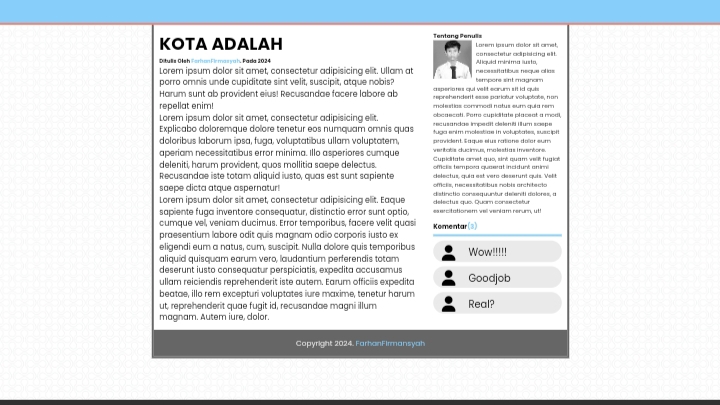 KOTA ADALAH
Ditulis Oleh FarhanFirmansyah. Pada 2024
Lorem ipsum dolor sit amet, consectetur adipisicing elit. Ullam at
porro omnis unde cupiditate sint velit, suscipit, atque nobis?
Harum sunt ab provident eius! Recusandae facere labore ab
repellat enim!
Lorem ipsum dolor sit amet, consectetur adipisicing elit.
Explicabo doloremque dolore tenetur eos numquam omnis quas
doloribus laborum ipsa, fuga, voluptatibus ullam voluptatem,
aperiam necessitatibus error minima. Illo asperiores cumque
deleniti, harum provident, quos mollitia saepe delectus.
Recusandae iste totam aliquid iusto, quas est sunt sapiente
saepe dicta atque aspernatur!
Lorem ipsum dolor sit amet, consectetur adipisicing elit. Eaque
sapiente fuga inventore consequatur, distinctio error sunt optio,
cumque vel, veniam ducimus. Error temporibus, facere velit quasi
praesentium labore odit quis magnam odio corporis iusto ex
eligendi eum a natus, cum, suscipit. Nulla dolore quis temporibus
aliquid quisquam earum vero, laudantium perferendis totam
deserunt iusto consequatur perspiciatis, expedita accusamus
ullam reiciendis reprehenderit iste autem. Earum officiis expedita
beatae, illo rem excepturi voluptates iure maxime, tenetur harum
ut, reprehenderit quae fugit id, recusandae magni illum
magnam. Autem iure, dolor.
Tentang Penulis
Lorem ipsum dolor sit amet,
consectetur adipisicing elit.
Aliquid minima iusto,
necessitatibus neque alias
tempore sint magnam
asperiores qui velit earum sit id quis
reprehenderit esse pariatur voluptate, non
molestias commodi natus eum quia rem
obcaecati. Porro cupiditate placeat a modi,
recusandae impedit deleniti illum saepe
fuga enim molestiae in voluptates, suscipit
provident. Eaque eius ratione dolor eum
veritatis ducimus, molestias inventore.
Cupiditate amet quo, sint quam velit fugiat
officiis tempora quaerat incidunt animi
delectus, quia est vero deserunt quis. Velit
officiis, necessitatibus nobis architecto
distinctio consequuntur deleniti dolores, a
delectus quo. Quam consectetur
exercitationem vel veniam rerum, ut!
Komentar(3)
Wow!!!!!
Goodjob
Real?
Copyright 2024. FarhanFirmansyah